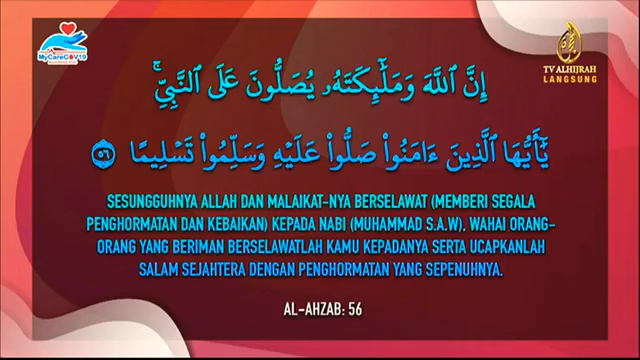 MyCareCOV19
TV ALHIJRAH
LANGSUNG
إِنَّ ٱللَّهَ وَمَلَٰٓئِكَتَهُۥ يُصَلُّونَ عَلَى ٱلنَّبِيِّۚ
يَٰٓأَيُّهَا ٱلَّذِينَ ءَامَنُوا۟ صَلُّوا۟ عَلَيْهِ وَسَلِّمُوا۟ تَسْلِيمًا ٥٦
SESUNGGUHNYA ALLAH DAN MALAIKAT-NYA BERSELAWAT (MEMBERI SEGALA
PENGHORMATAN DAN KEBAIKAN) KEPADA NABI (MUHAMMAD S.A.W), WAHAI ORANG-
ORANG YANG BERIMAN BERSELAWATLAH KAMU KEPADANYA SERTA UCAPKANLAH
SALAM SEJAHTERA DENGAN PENGHORMATAN YANG SEPENUHNYA.
AL-AHZAB: 56